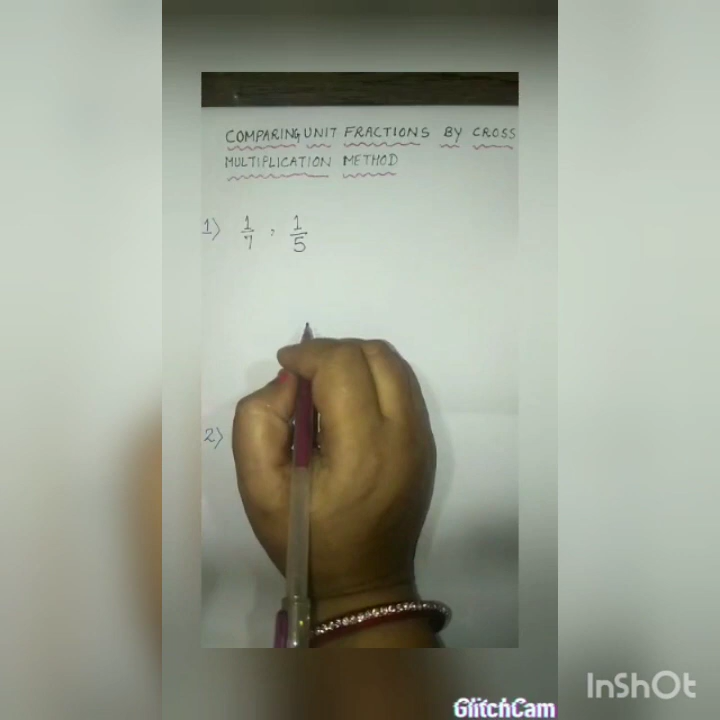 COMPARING UNIT FRACTIONS BY CROSS
MULTIPLICATION METHOD
1) 1/7 , 1/5
2)
InShOt
GlitchCam